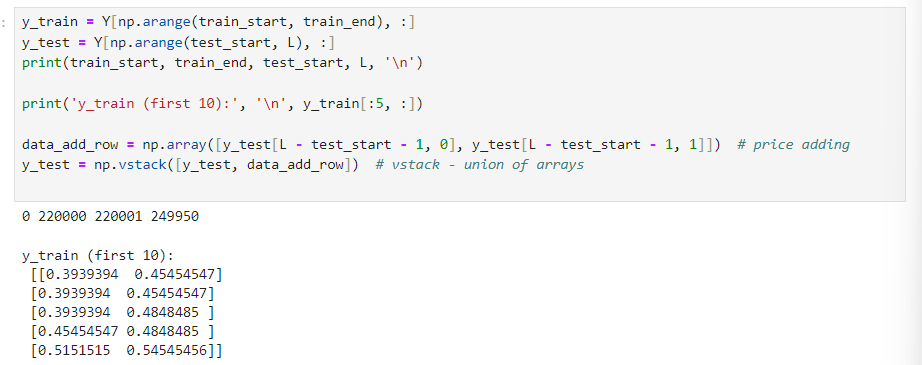 :
y_train = Y[np.arange(train_start, train_end), :]
y_test = Y[np.arange(test_start, L), :]
print(train_start, train_end, test_start, L, '\n')
print('y_train (first 10):', '\n', y_train[:5, :])
data_add_row = np.array([y_test[L - test_start - 1, 0], y_test[L - test_start - 1, 1]]) # price adding
y_test = np.vstack([y_test, data_add_row]) # vstack - union of arrays
0 220000 220001 249950
y_train (first 10):
[[0.3939394 0.45454547]
[0.3939394 0.45454547]
[0.3939394 0.4848485 ]
[0.45454547 0.4848485 ]
[0.5151515 0.54545456]]